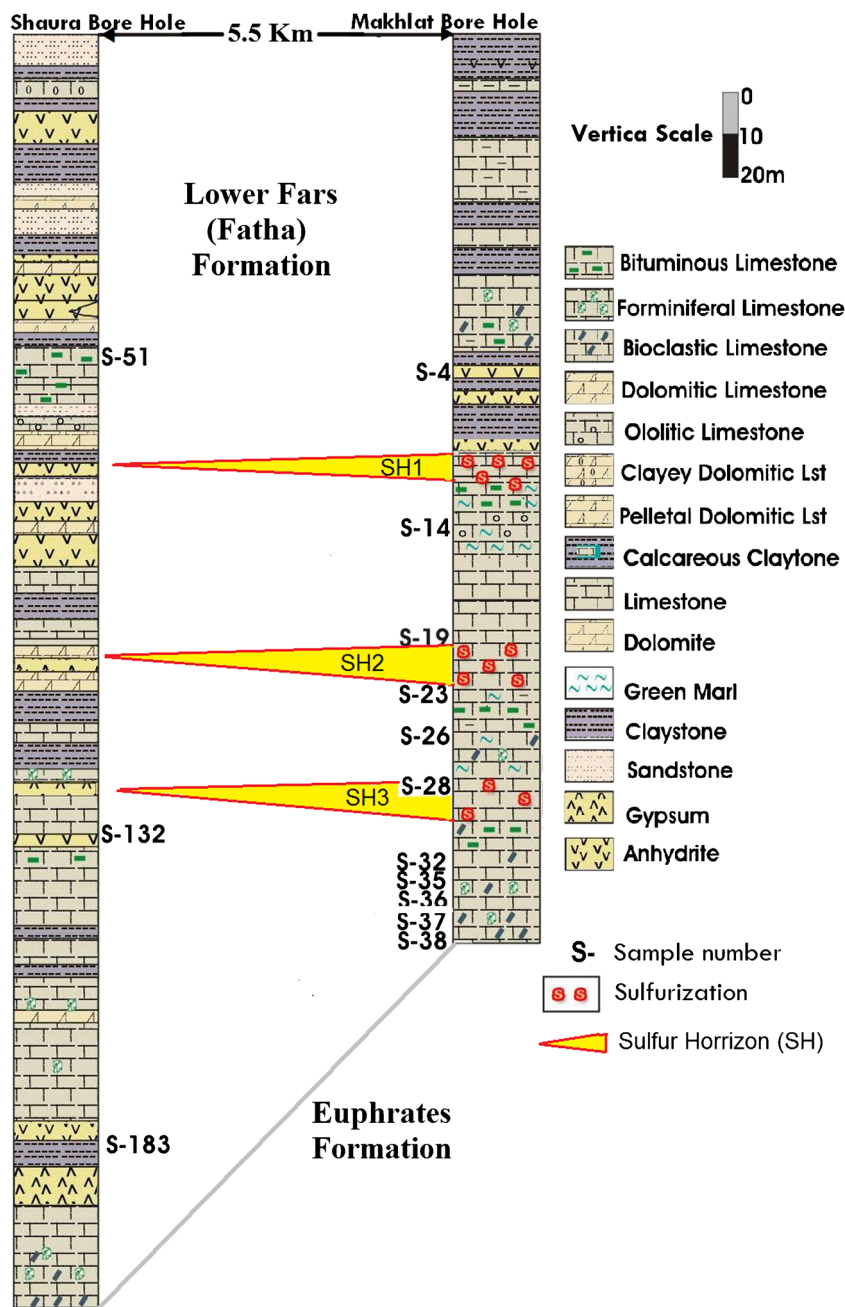 Shaura Bore Hole
5.5 Km
Makhlat Bore Hole
0
Vertica Scale
10
20m
Lower Fars
(Fatha)
Formation
Bituminous Limestone
Forminiferal Limestone
Bioclastic Limestone
Dolomitic Limestone
Ololitic Limestone
Clayey Dolomitic Lst
Pelletal Dolomitic Lst
Calcareous Claytone
Limestone
Dolomite
Green Marl
Claystone
Sandstone
Gypsum
Anhydrite
S-51
S-4
SH1
S-14
S-19
SH2
S-23
S-26
S-28
SH3
S-132
S-32
S-35
S-36
S-37
S-38
S- Sample number
S S Sulfurization
Sulfur Horrizon (SH)
Euphrates
Formation
S-183